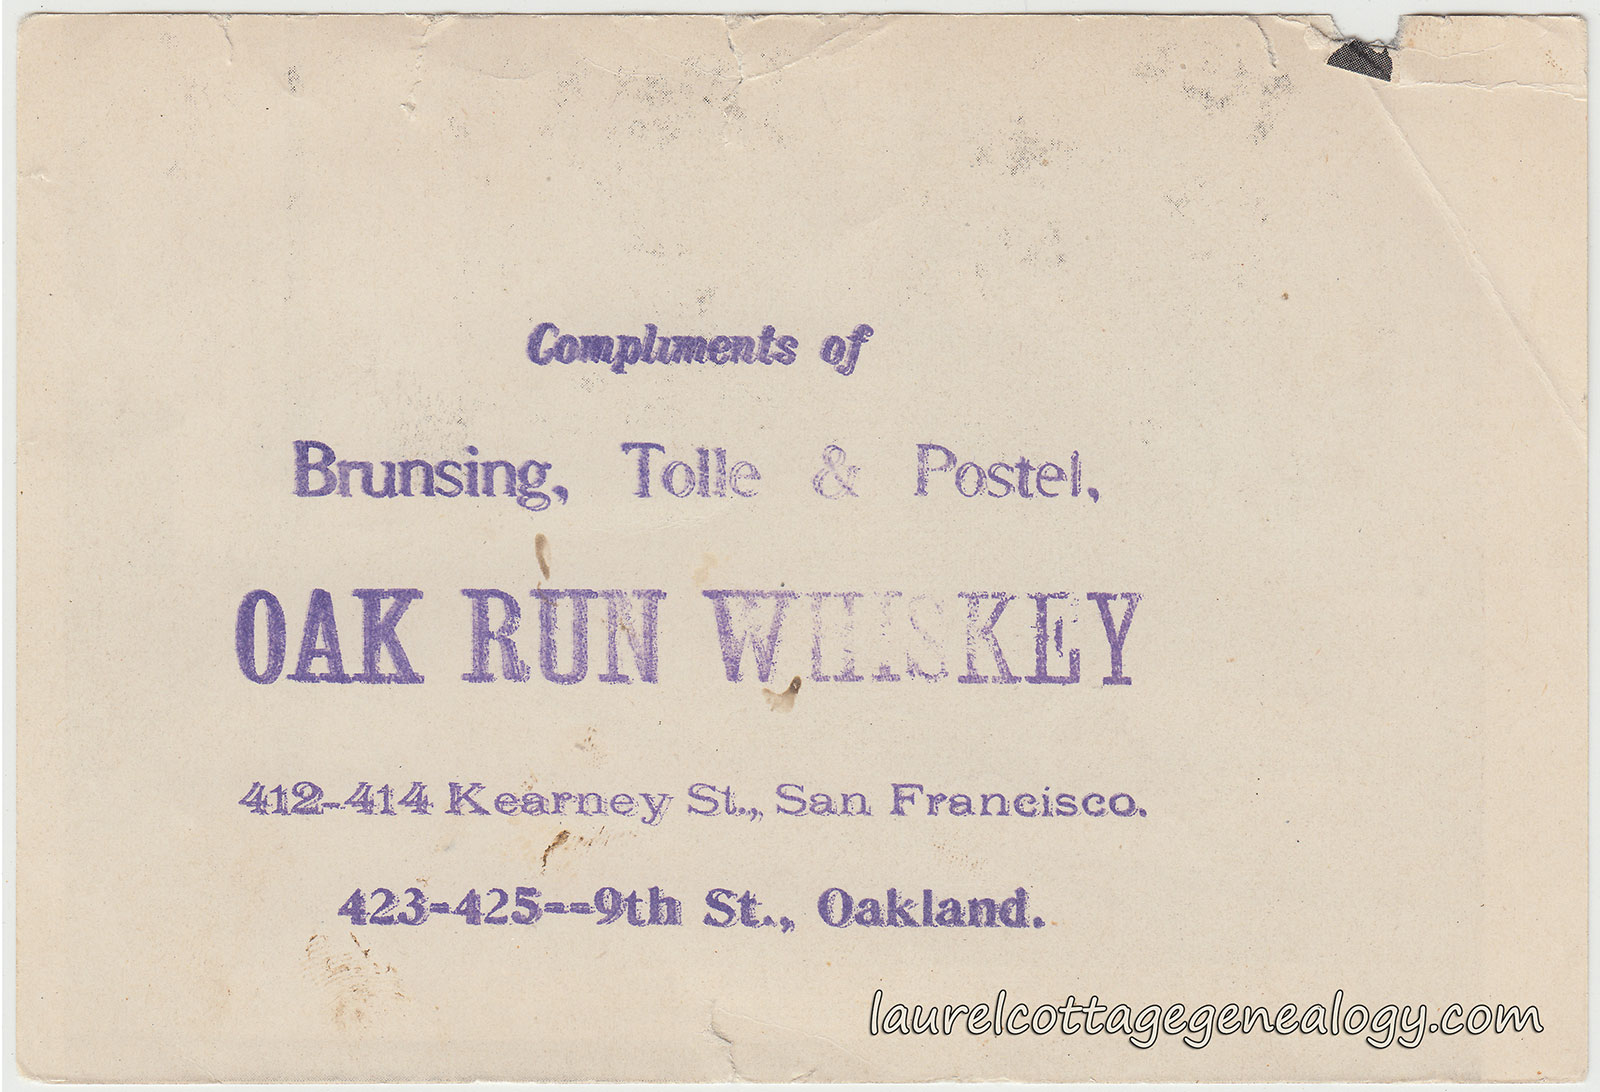 Compliments of
Brunsing, Tolle & Postel,
OAK RUN WHISKEY
412-414 Kearney St., San Francisco.
423-425--9th St., Oakland.
laurelcottagegenealogy.com